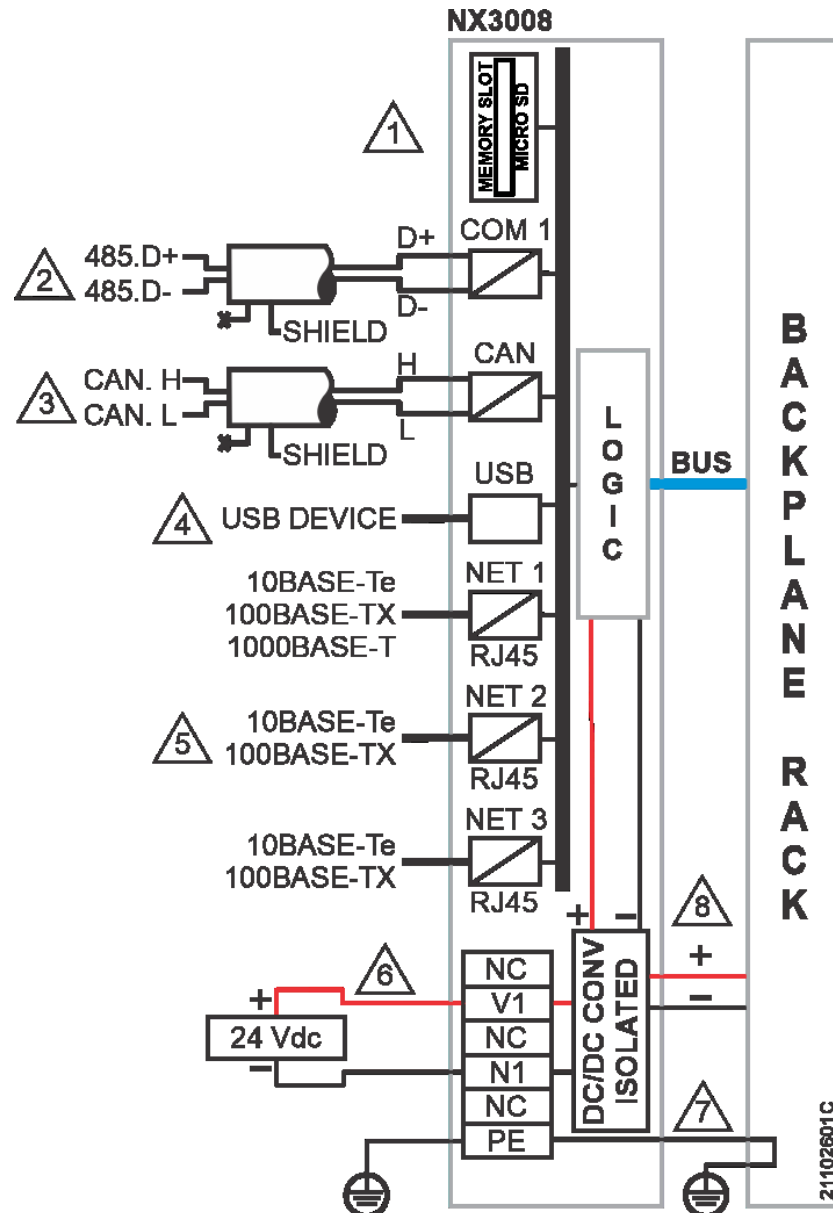 NX3008
1
MEMORY SLOT
MICRO SD
COM 1
D+
D-
2
485.D+
485.D-
SHIELD
CAN
H
L
3
CAN. H
CAN. L
SHIELD
USB
4
USB DEVICE
LOGIC
BUS
BACKPLANE RACK
NET 1
10BASE-Te
100BASE-TX
1000BASE-T
RJ45
NET 2
5
10BASE-Te
100BASE-TX
RJ45
NET 3
10BASE-Te
100BASE-TX
RJ45
+ -
8
+
-
6
NC
V1
NC
N1
NC
PE
+
24 Vdc
-
DC/DC CONV
ISOLATED
7
21102601C